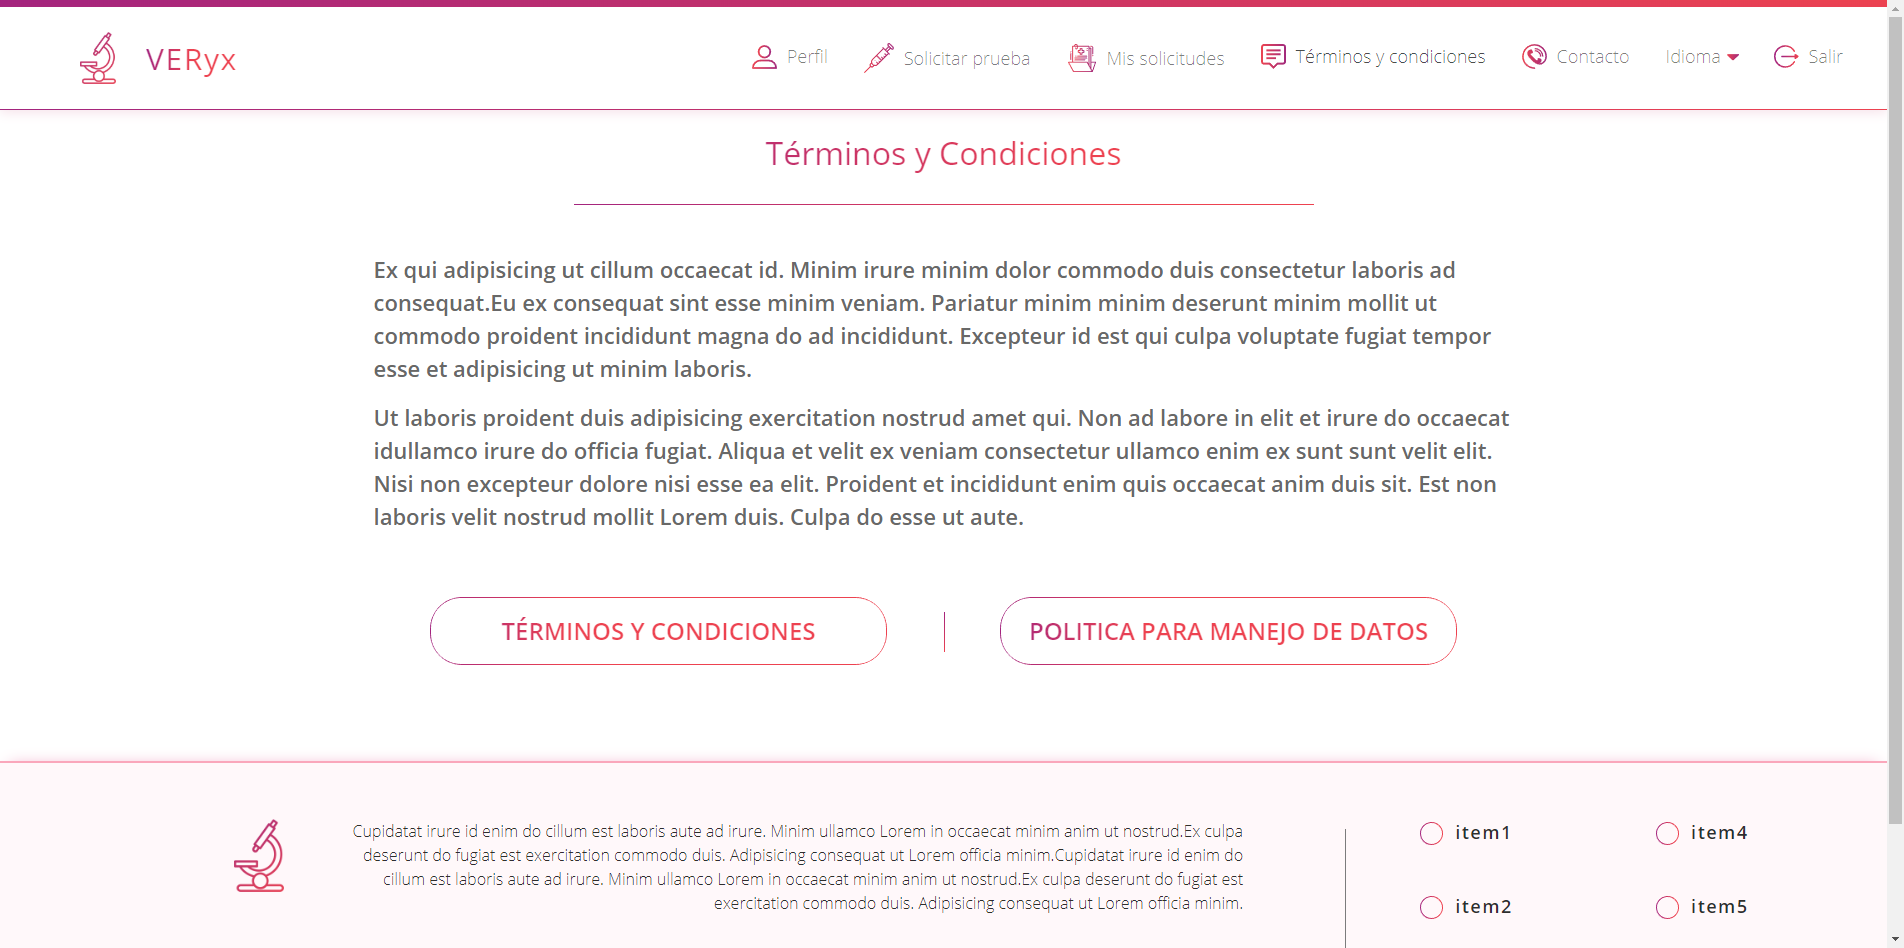 VERyx
Perfil
Solicitar prueba
Mis solicitudes
Términos y condiciones
Contacto
Idioma
Salir
Términos y Condiciones
Ex qui adipisicing ut cillum occaecat id. Minim irure minim dolor commodo duis consectetur laboris ad
consequat.Eu ex consequat sint esse minim veniam. Pariatur minim minim deserunt minim mollit ut
commodo proident incididunt magna do ad incididunt. Excepteur id est qui culpa voluptate fugiat tempor
esse et adipisicing ut minim laboris.
Ut laboris proident duis adipisicing exercitation nostrud amet qui. Non ad labore in elit et irure do occaecat
idullamco irure do officia fugiat. Aliqua et velit ex veniam consectetur ullamco enim ex sunt sunt velit elit.
Nisi non excepteur dolore nisi esse ea elit. Proident et incididunt enim quis occaecat anim duis sit. Est non
laboris velit nostrud mollit Lorem duis. Culpa do esse ut aute.
TÉRMINOS Y CONDICIONES
POLITICA PARA MANEJO DE DATOS
Cupidatat irure id enim do cillum est laboris aute ad irure. Minim ullamco Lorem in occaecat minim anim ut nostrud.Ex culpa
deserunt do fugiat est exercitation commodo duis. Adipisicing consequat ut Lorem officia minim.Cupidatat irure id enim do
cillum est laboris aute ad irure. Minim ullamco Lorem in occaecat minim anim ut nostrud.Ex culpa deserunt do fugiat est
exercitation commodo duis. Adipisicing consequat ut Lorem officia minim.
item1
item4
item2
item5